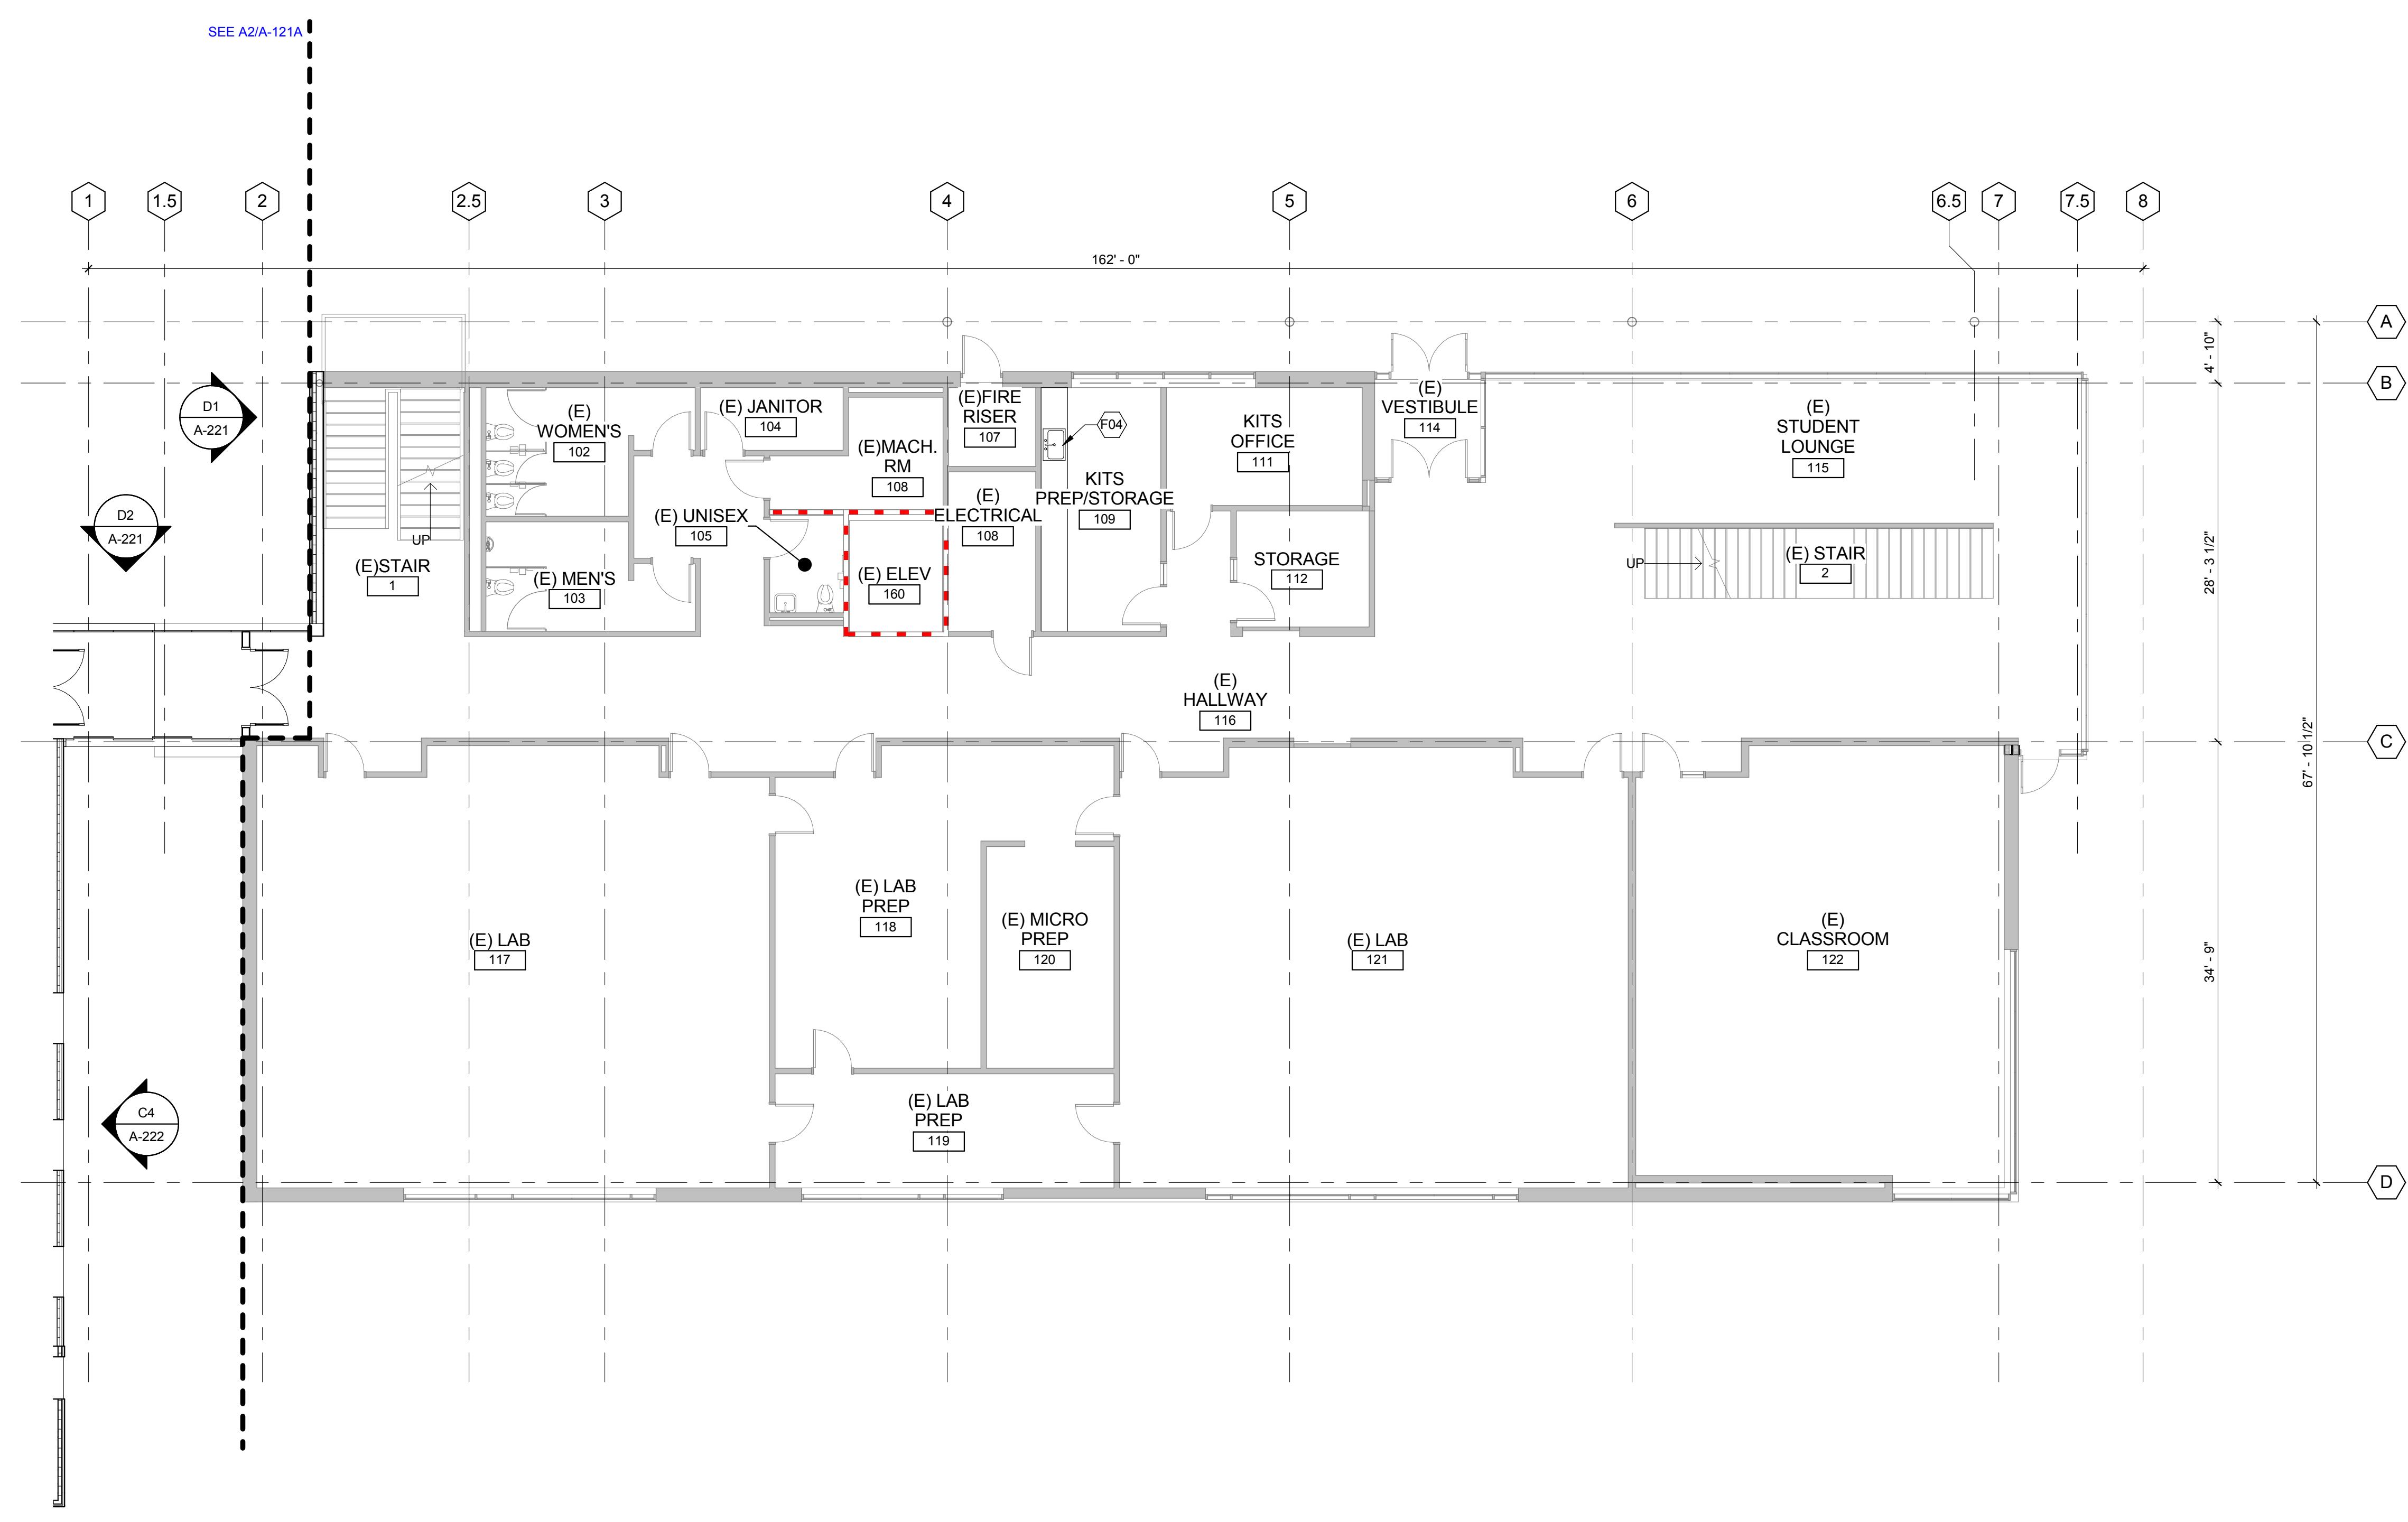 SEE A2/A-121A
1
1.5
2
2.5
3
4
5
6
6.5
7
7.5
8
162' - 0"
A
4' - 10"
B
D1
A-221
(E)
WOMEN'S
102
(E) JANITOR
104
(E)FIRE
RISER
107
F04
KITS
OFFICE
111
(E)
VESTIBULE
114
(E)
STUDENT
LOUNGE
115
(E)MACH.
RM
108
KITS
PREP/STORAGE
109
D2
A-221
UP
(E) UNISEX
105
(E)
ELECTRICAL
108
(E)STAIR
1
(E) MEN'S
103
(E) ELEV
160
STORAGE
112
UP
(E) STAIR
2
28' - 3 1/2"
(E)
HALLWAY
116
C
67' - 10 1/2"
(E) LAB
117
(E) LAB
PREP
118
(E) MICRO
PREP
120
(E) LAB
121
(E)
CLASSROOM
122
34' - 9"
C4
A-222
(E) LAB
PREP
119
D